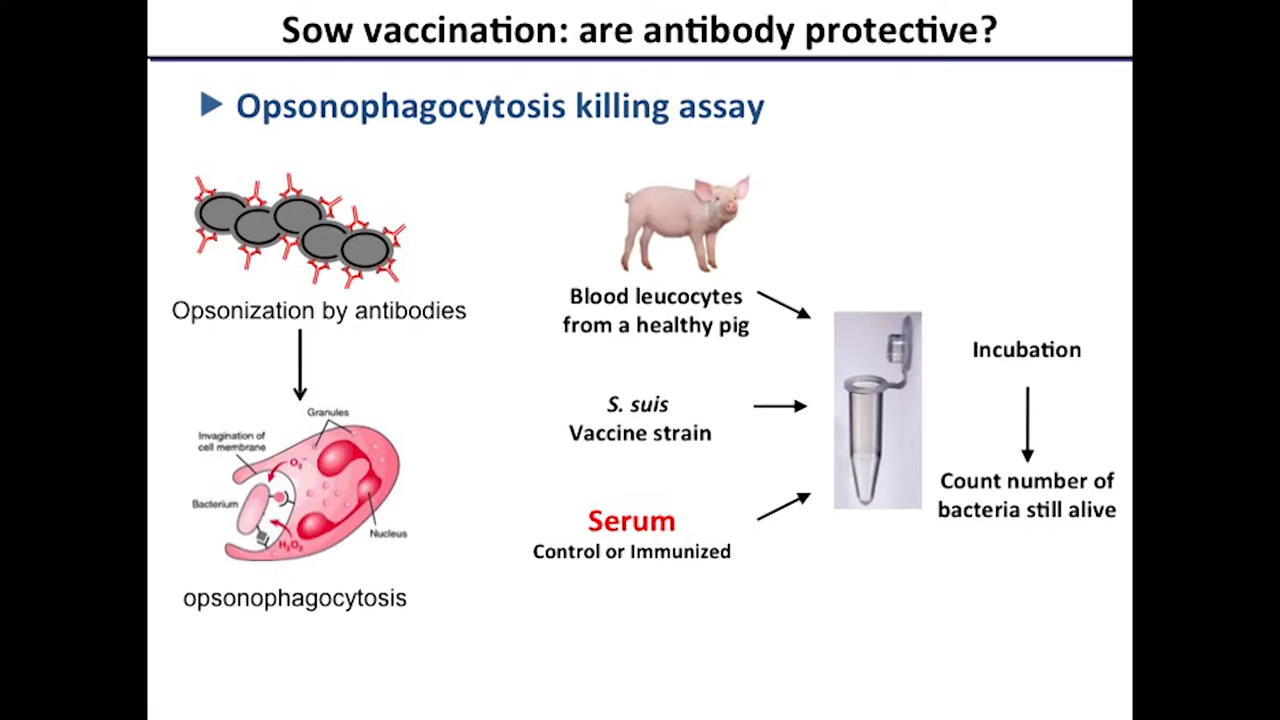 Sow vaccination: are antibody protective?
Opsonophagocytosis killing assay
Opsonization by antibodies
Granules
Invagination of
cell membrane
O₂⁻
Bacterium
H₂O₂
Nucleus
opsonophagocytosis
Blood leucocytes
from a healthy pig
S. suis
Vaccine strain
Serum
Control or Immunized
Incubation
Count number of
bacteria still alive